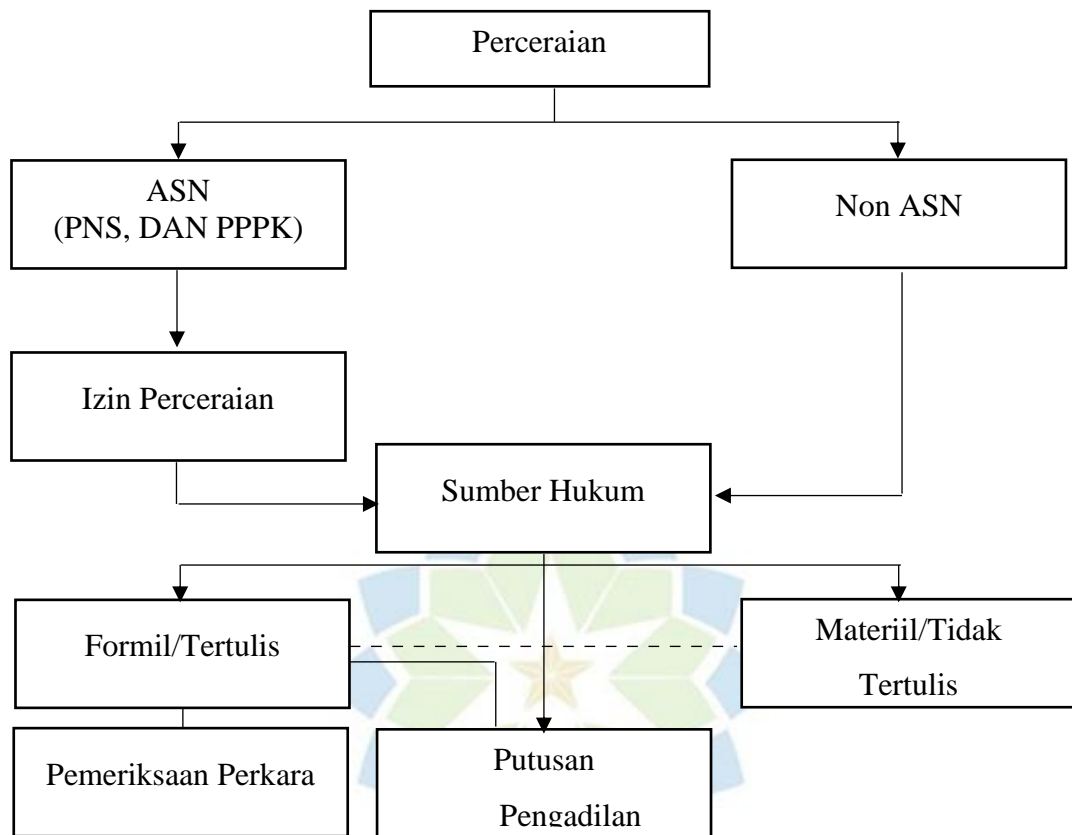 Perceraian
ASN
(PNS, DAN PPPK)
Non ASN
Izin Perceraian
Sumber Hukum
Formil/Tertulis
Materiil/Tidak
Tertulis
Pemeriksaan Perkara
Putusan
Pengadilan